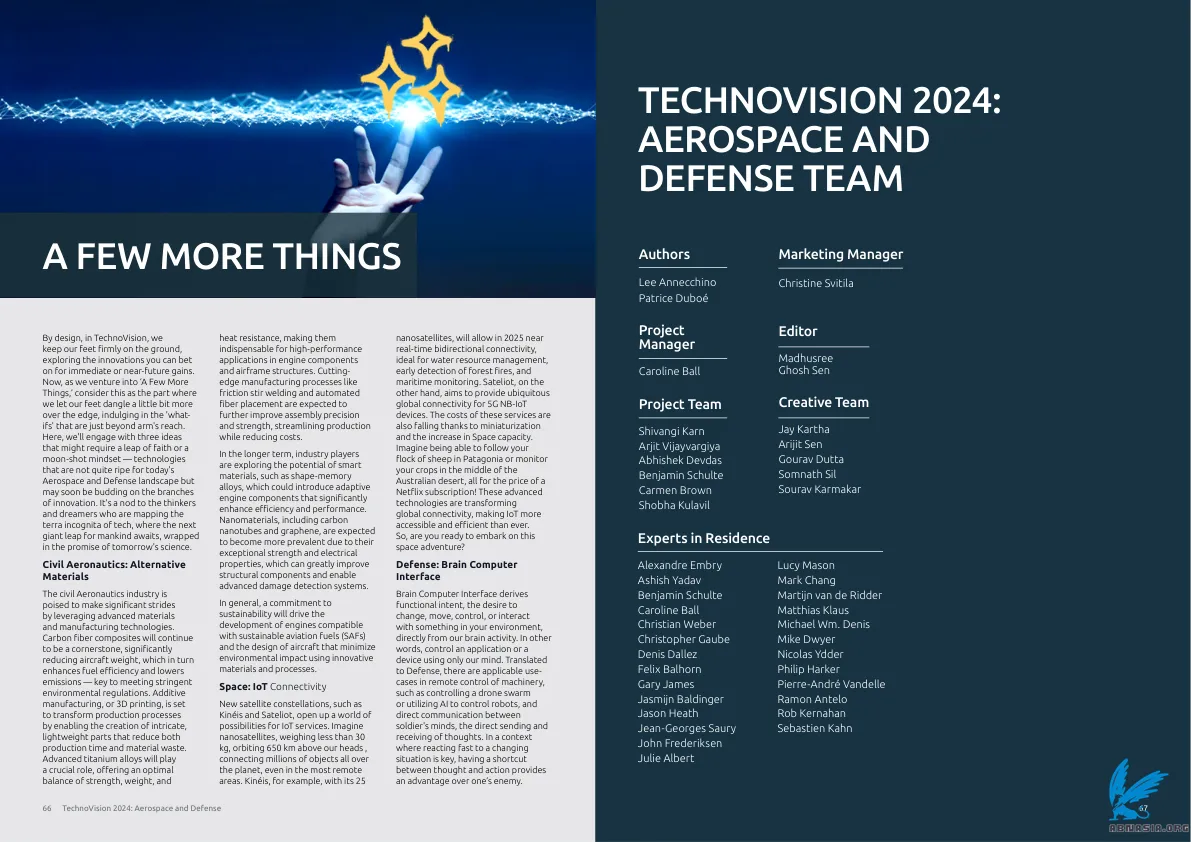 A FEW MORE THINGS
By design, in TechnoVision, we
keep our feet firmly on the ground,
exploring the innovations you can bet
on for immediate or near-future gains.
Now, as we venture into ‘A Few More
Things,’ consider this as the part where
we let our feet dangle a little bit more
over the edge, indulging in the ‘what-
ifs’ that are just beyond arm’s reach.
Here, we’ll engage with three ideas
that might require a leap of faith or a
moon-shot mindset — technologies
that are not quite ripe for today’s
Aerospace and Defense landscape but
may soon be budding on the branches
of innovation. It’s a nod to the thinkers
and dreamers who are mapping the
terra incognita of tech, where the next
giant leap for mankind awaits, wrapped
in the promise of tomorrow’s science.
Civil Aeronautics: Alternative
Materials
The civil Aeronautics industry is
poised to make significant strides
by leveraging advanced materials
and manufacturing technologies.
Carbon fiber composites will continue
to be a cornerstone, significantly
reducing aircraft weight, which in turn
enhances fuel efficiency and lowers
emissions — key to meeting stringent
environmental regulations. Additive
manufacturing, or 3D printing, is set
to transform production processes
by enabling the creation of intricate,
lightweight parts that reduce both
production time and material waste.
Advanced titanium alloys will play
a crucial role, offering an optimal
balance of strength, weight, and
heat resistance, making them
indispensable for high-performance
applications in engine components
and airframe structures. Cutting-
edge manufacturing processes like
friction stir welding and automated
fiber placement are expected to
further improve assembly precision
and strength, streamlining production
while reducing costs.
In the longer term, industry players
are exploring the potential of smart
materials, such as shape-memory
alloys, which could introduce adaptive
engine components that significantly
enhance efficiency and performance.
Nanomaterials, including carbon
nanotubes and graphene, are expected
to become more prevalent due to their
exceptional strength and electrical
properties, which can greatly improve
structural components and enable
advanced damage detection systems.
In general, a commitment to
sustainability will drive the
development of engines compatible
with sustainable aviation fuels (SAFs)
and the design of aircraft that minimize
environmental impact using innovative
materials and processes.
Space: IoT Connectivity
New satellite constellations, such as
Kinéis and Sateliot, open up a world of
possibilities for IoT services. Imagine
nanosatellites, weighing less than 30
kg, orbiting 650 km above our heads ,
connecting millions of objects all over
the planet, even in the most remote
areas. Kinéis, for example, with its 25
nanosatellites, will allow in 2025 near
real-time bidirectional connectivity,
ideal for water resource management,
early detection of forest fires, and
maritime monitoring. Sateliot, on the
other hand, aims to provide ubiquitous
global connectivity for 5G NB-IoT
devices. The costs of these services are
also falling thanks to miniaturization
and the increase in Space capacity.
Imagine being able to follow your
flock of sheep in Patagonia or monitor
your crops in the middle of the
Australian desert, all for the price of a
Netflix subscription! These advanced
technologies are transforming
global connectivity, making IoT more
accessible and efficient than ever.
So, are you ready to embark on this
space adventure?
Defense: Brain Computer
Interface
Brain Computer Interface derives
functional intent, the desire to
change, move, control, or interact
with something in your environment,
directly from our brain activity. In other
words, control an application or a
device using only our mind. Translated
to Defense, there are applicable use-
cases in remote control of machinery,
such as controlling a drone swarm
or utilizing AI to control robots, and
direct communication between
soldier’s minds, the direct sending and
receiving of thoughts. In a context
where reacting fast to a changing
situation is key, having a shortcut
between thought and action provides
an advantage over one’s enemy.
66 TechnoVision 2024: Aerospace and Defense
TECHNOVISION 2024:
AEROSPACE AND
DEFENSE TEAM
Authors
Lee Annecchino
Patrice Duboé
Marketing Manager
Christine Svitila
Project
Manager
Caroline Ball
Editor
Madhusree
Ghosh Sen
Project Team
Shivangi Karn
Arjit Vijayvargiya
Abhishek Devdas
Benjamin Schulte
Carmen Brown
Shobha Kulavil
Creative Team
Jay Kartha
Arijit Sen
Gourav Dutta
Somnath Sil
Sourav Karmakar
Experts in Residence
Alexandre Embry
Ashish Yadav
Benjamin Schulte
Caroline Ball
Christian Weber
Christopher Gaube
Denis Dallez
Felix Balhorn
Gary James
Jasmijn Baldinger
Jason Heath
Jean-Georges Saury
John Frederiksen
Julie Albert
Lucy Mason
Mark Chang
Martijn van de Ridder
Matthias Klaus
Michael Wm. Denis
Mike Dwyer
Nicolas Ydder
Philip Harker
Pierre-André Vandelle
Ramon Antelo
Rob Kernahan
Sebastien Kahn
67
ABNASIA.ORG